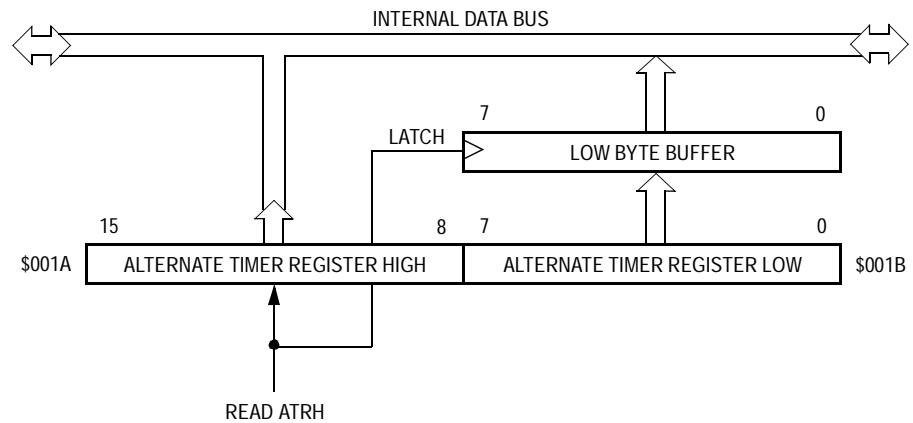 INTERNAL DATA BUS
7 0
LATCH
LOW BYTE BUFFER
15 8 7 0
$001A ALTERNATE TIMER REGISTER HIGH ALTERNATE TIMER REGISTER LOW $001B
READ ATRH